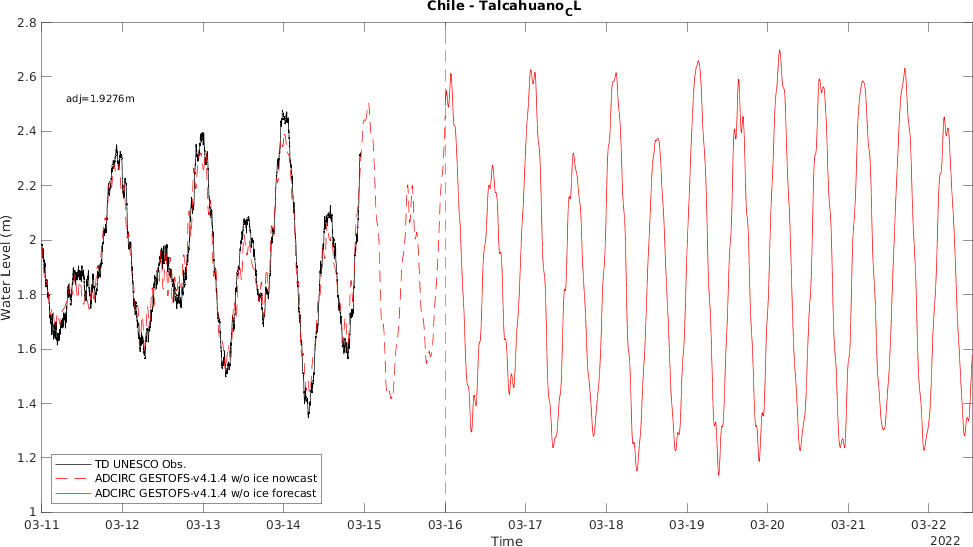 Chile - Talcahuano_CL
adj=1.9276m
Water Level (m)
2.8
2.6
2.4
2.2
2
1.8
1.6
1.4
1.2
1
TD UNESCO Obs.
ADCIRC GESTOFS-v4.1.4 w/o ice nowcast
ADCIRC GESTOFS-v4.1.4 w/o ice forecast
03-11 03-12 03-13 03-14 03-15 03-16 03-17 03-18 03-19 03-20 03-21 03-22
Time
2022